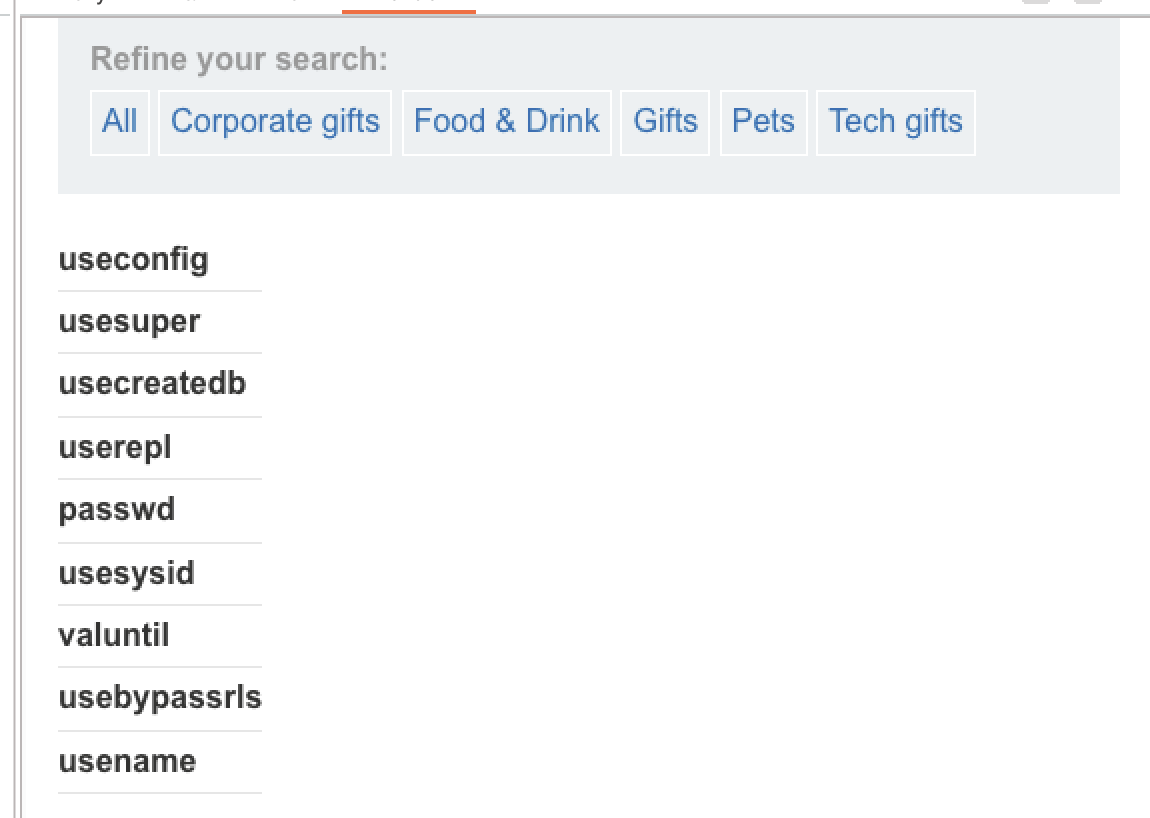 Refine your search:
All Corporate gifts Food & Drink Gifts Pets Tech gifts
useconfig
usesuper
usecreatedb
userepl
passwd
usesysid
valuntil
usebypassrls
usename